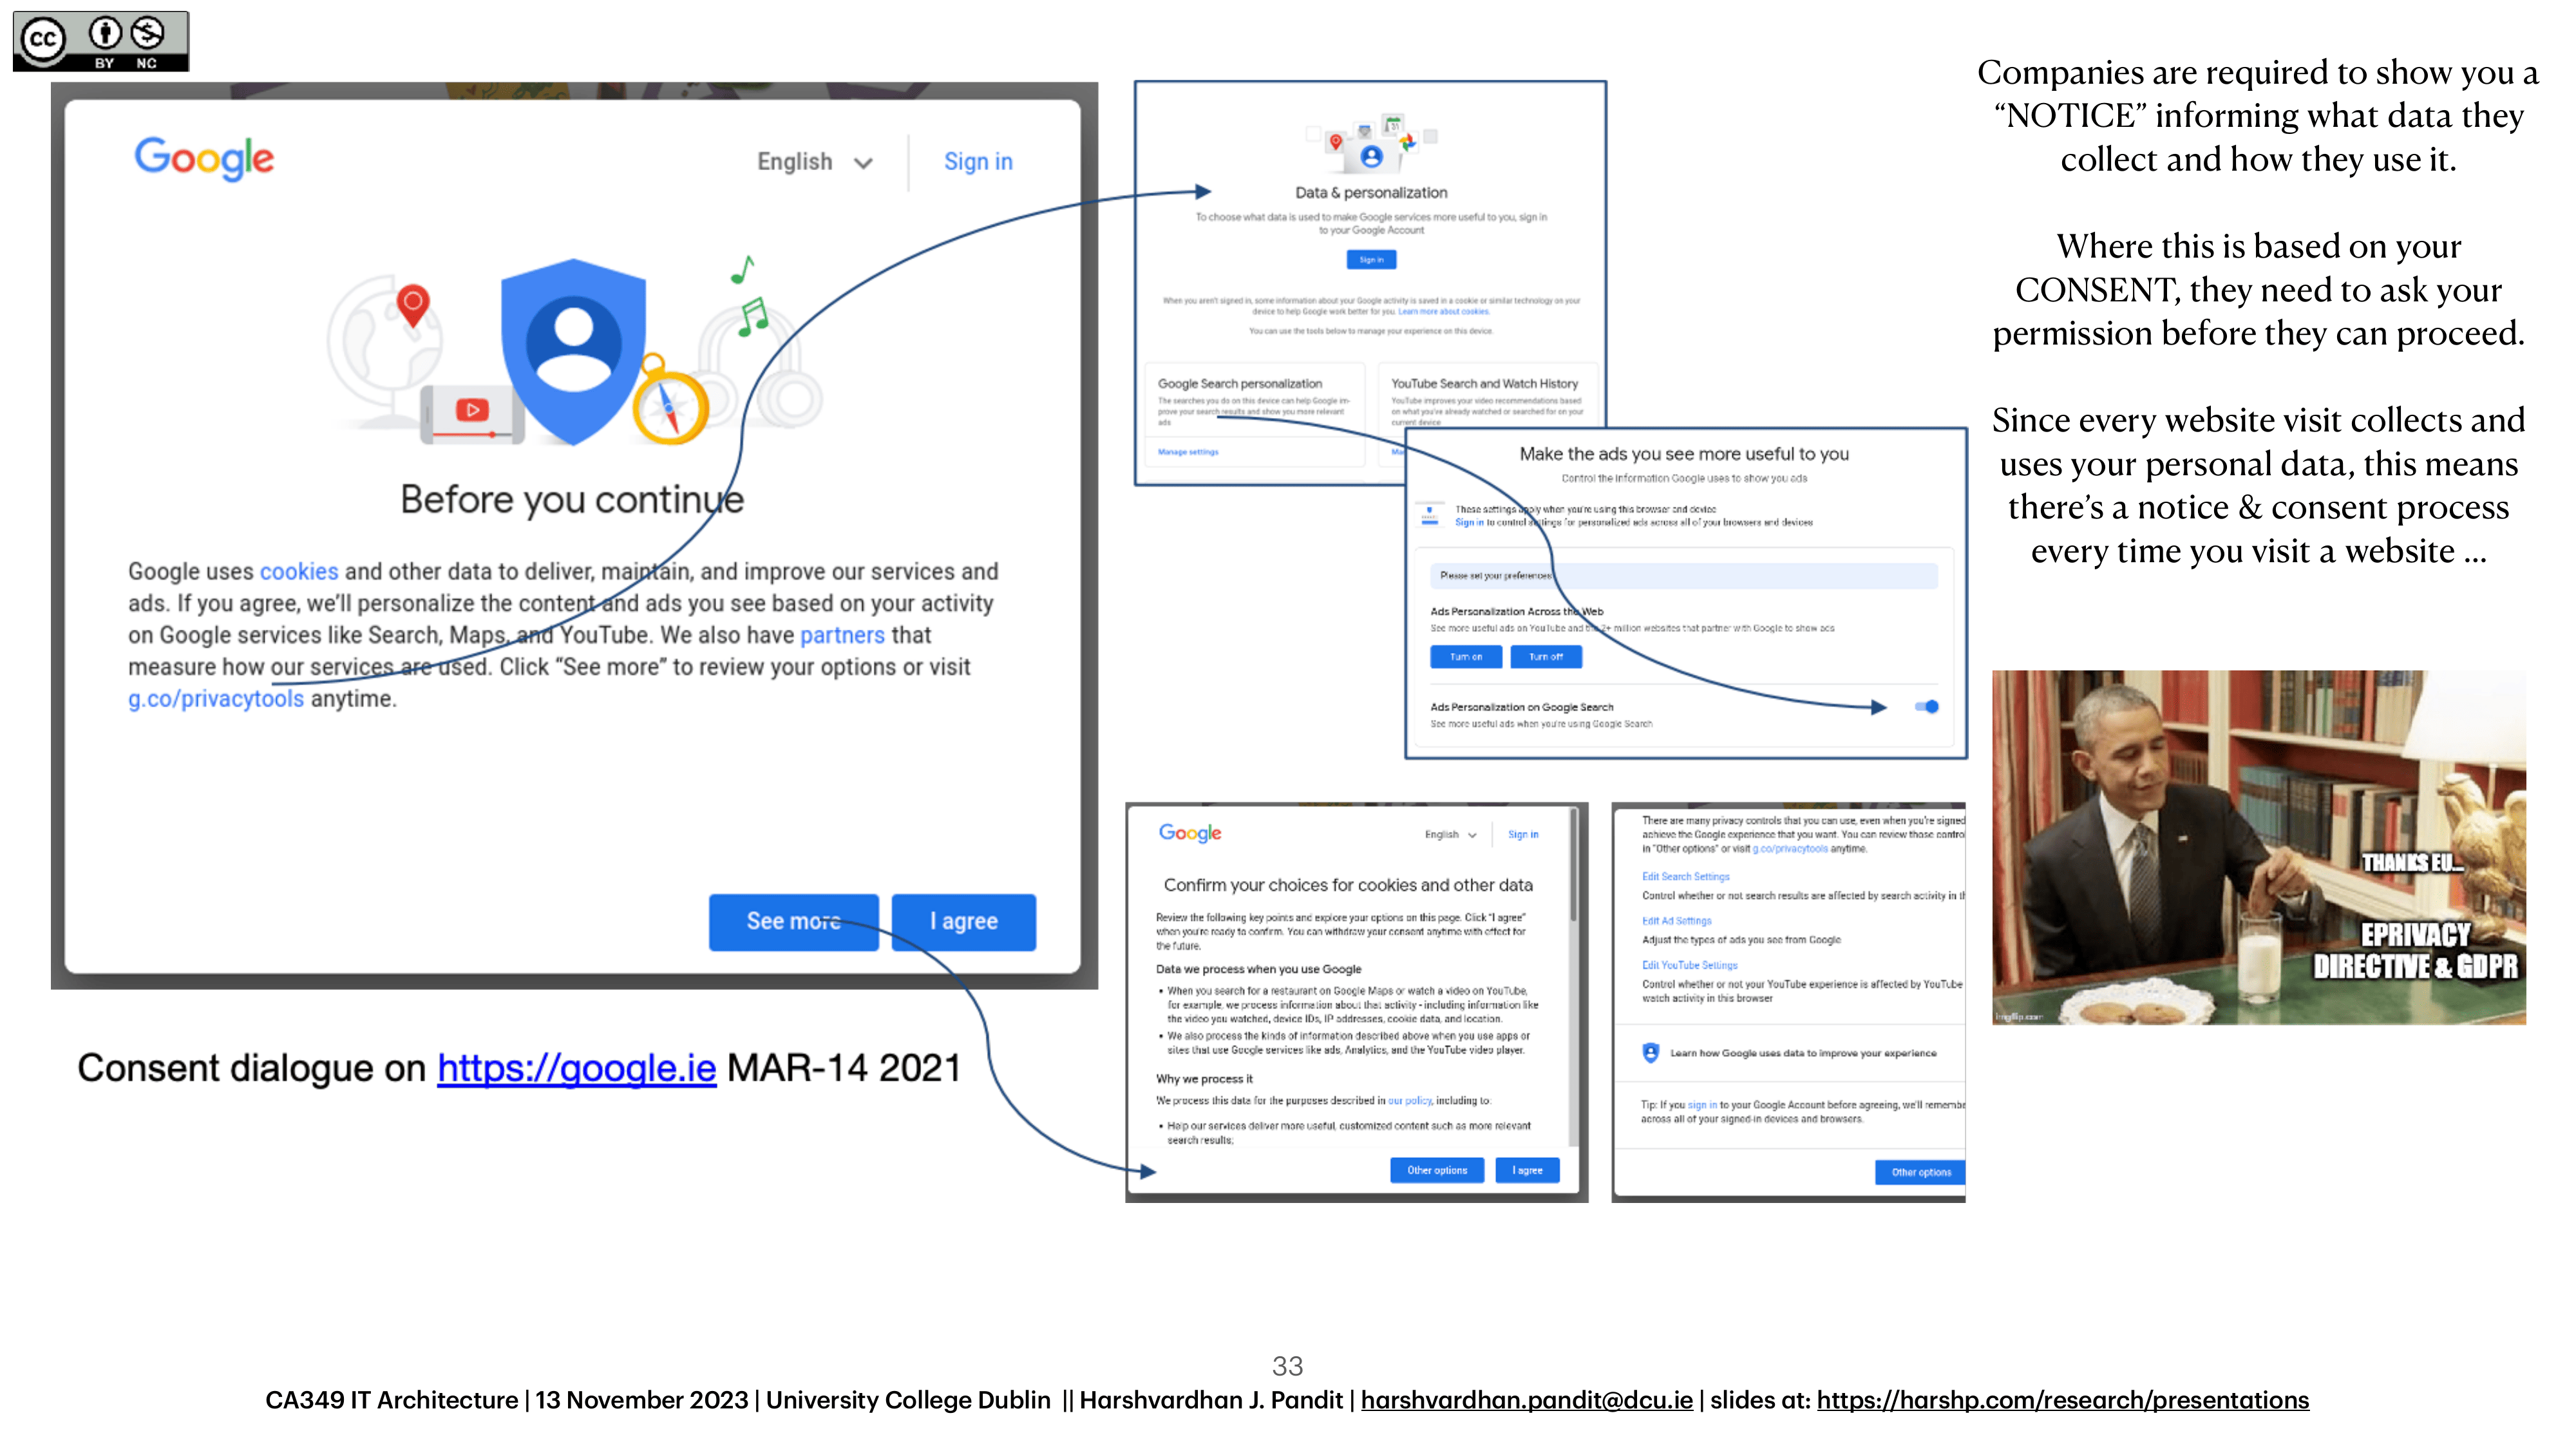 cc
BY NC
Google
English
Sign in
Before you continue
Google uses cookies and other data to deliver, maintain, and improve our services and
ads. If you agree, we'll personalize the content and ads you see based on your activity
on Google services like Search, Maps, and YouTube. We also have partners that
measure how our services are used. Click “See more” to review your options or visit
g.co/privacytools anytime.
See more
I agree
Consent dialogue on https://google.ie MAR-14 2021
31
Data & personalization
To choose what data is used to make Google services more useful to you, sign in
to your Google Account
Sign in
When you aren't signed in, some information about your Google activity is saved in a cookie or similar technology on your
device to help Google work better for you. Learn more about cookies.
You can use the tools below to manage your experience on this device.
Google Search personalization
The searches you do on this device can help Google im-
prove your search results and show you more relevant
ads
Manage settings
YouTube Search and Watch History
YouTube improves your video recommendations based
on what you've already watched or searched for on your
current device
Ma
Make the ads you see more useful to you
Control the information Google uses to show you ads
These settings apply when you're using this browser and device
Sign in to control settings for personalized ads across all of your browsers and devices
Please set your preferences
Ads Personalization Across the Web
See more useful ads on YouTube and the 2+ million websites that partner with Google to show ads
Turn on
Turn off
Ads Personalization on Google Search
See more useful ads when you're using Google Search
Google
English
Sign in
Confirm your choices for cookies and other data
Review the following key points and explore your options on this page. Click "I agree"
when you're ready to confirm. You can withdraw your consent anytime with effect for
the future.
Data we process when you use Google
• When you search for a restaurant on Google Maps or watch a video on YouTube,
for example, we process information about that activity - including information like
the video you watched, device IDs, IP addresses, cookie data, and location.
• We also process the kinds of information described above when you use apps or
sites that use Google services like ads, Analytics, and the YouTube video player.
Why we process it
We process this data for the purposes described in our policy, including to:
• Help our services deliver more useful, customized content such as more relevant
search results;
Other options
I agree
There are many privacy controls that you can use, even when you're signed
achieve the Google experience that you want. You can review those contro
in "Other options" or visit g.co/privacytools anytime.
Edit Search Settings
Control whether or not search results are affected by search activity in th
Edit Ad Settings
Adjust the types of ads you see from Google
Edit YouTube Settings
Control whether or not your YouTube experience is affected by YouTube
watch activity in this browser
Learn how Google uses data to improve your experience
Tip: If you sign in to your Google Account before agreeing, we'll remembe
across all of your signed-in devices and browsers.
Other options
Companies are required to show you a
“NOTICE” informing what data they
collect and how they use it.
Where this is based on your
CONSENT, they need to ask your
permission before they can proceed.
Since every website visit collects and
uses your personal data, this means
there’s a notice & consent process
every time you visit a website ...
THANKS EU...
EPRIVACY
DIRECTIVE & GDPR
imgflip.com
33
CA349 IT Architecture | 13 November 2023 | University College Dublin || Harshvardhan J. Pandit | harshvardhan.pandit@dcu.ie | slides at: https://harshp.com/research/presentations